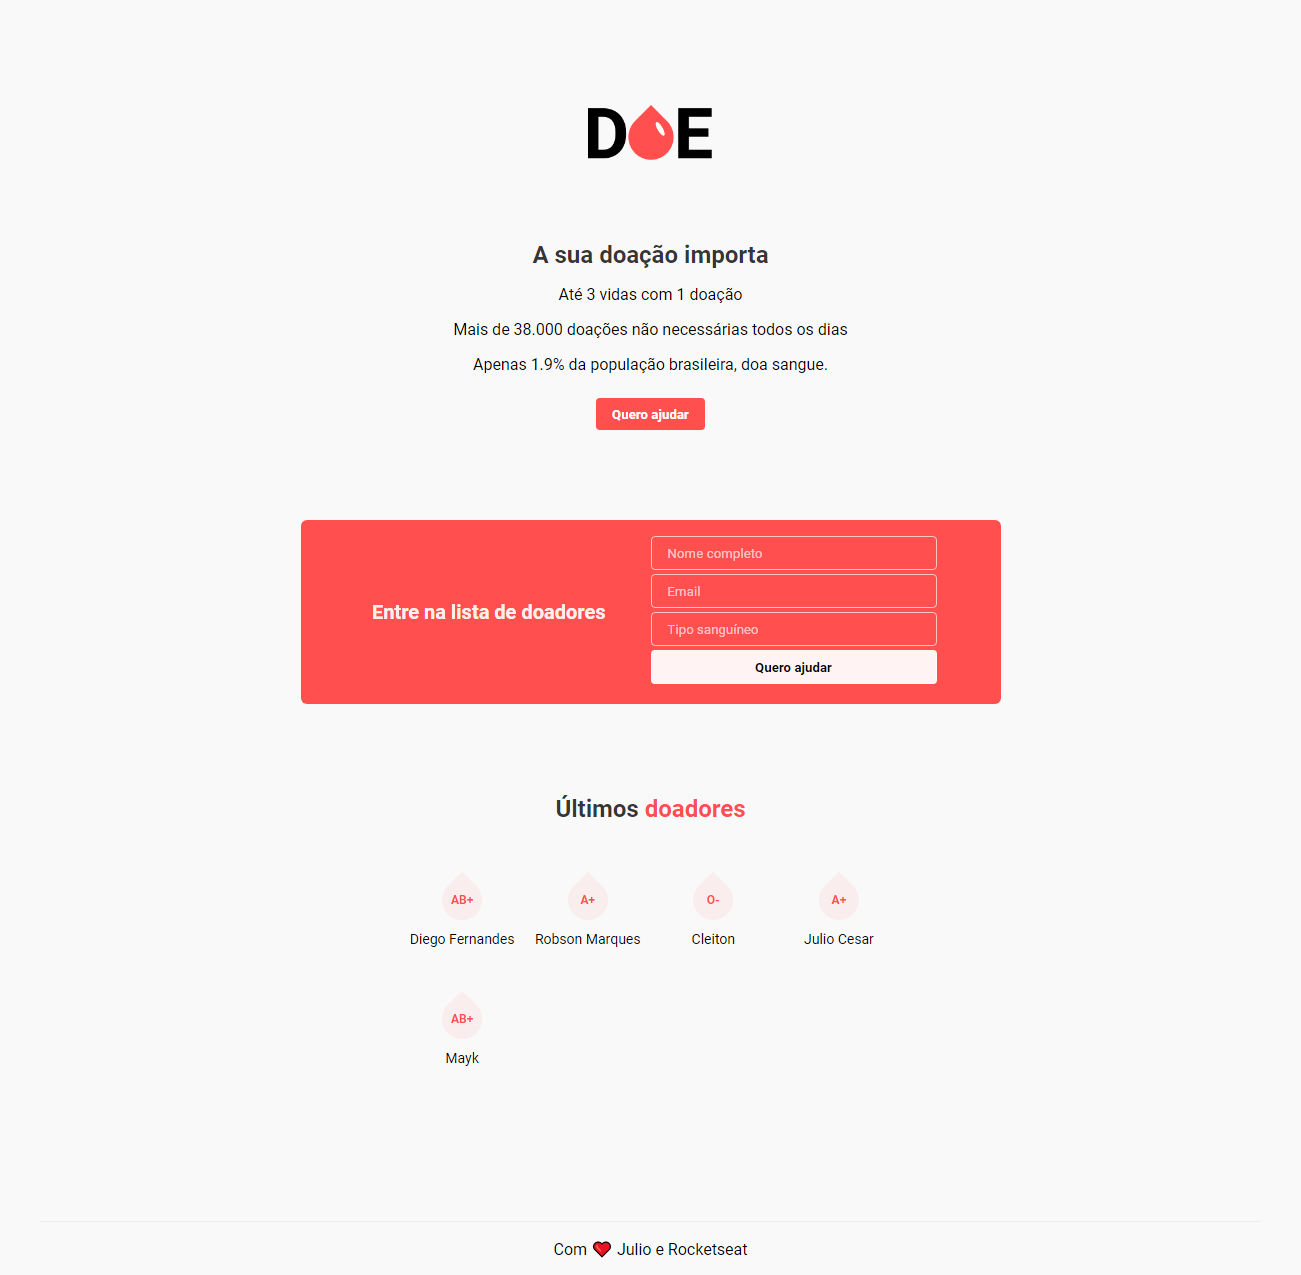 DOE
A sua doação importa
Até 3 vidas com 1 doação
Mais de 38.000 doações não necessárias todos os dias
Apenas 1.9% da população brasileira, doa sangue.
Quero ajudar
Entre na lista de doadores
Nome completo
Email
Tipo sanguíneo
Quero ajudar
Últimos doadores
AB+ A+ O- A+
Diego Fernandes Robson Marques Cleiton Julio Cesar
AB+
Mayk
Com ❤ Julio e Rocketseat